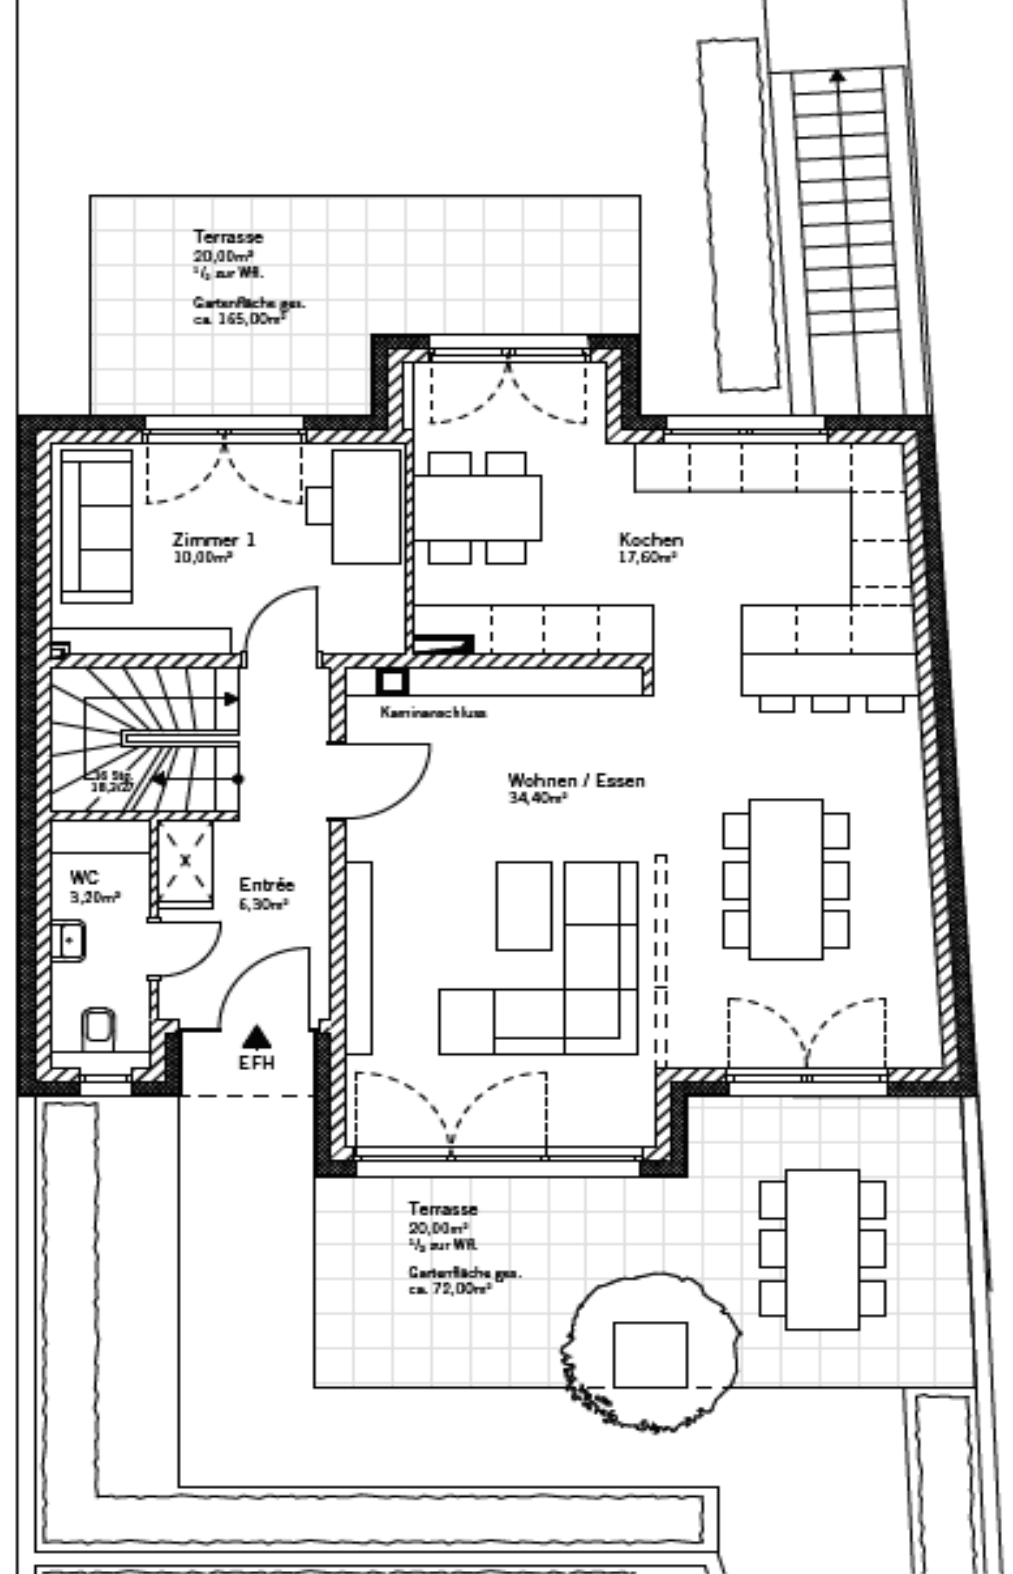 Terrasse
20,00m²
¹/₂ zur Wfl.
Gartenfläche ges.
ca. 165,00m²
Zimmer 1
10,00m²
Kochen
17,60m²
Kaminanschluss
16 Stg.
Wohnen / Essen
34,40m²
WC
3,20m²
X
Entrée
6,30m²
EFH
Terrasse
20,00m²
¹/₂ zur Wfl.
Gartenfläche ges.
ca. 72,00m²